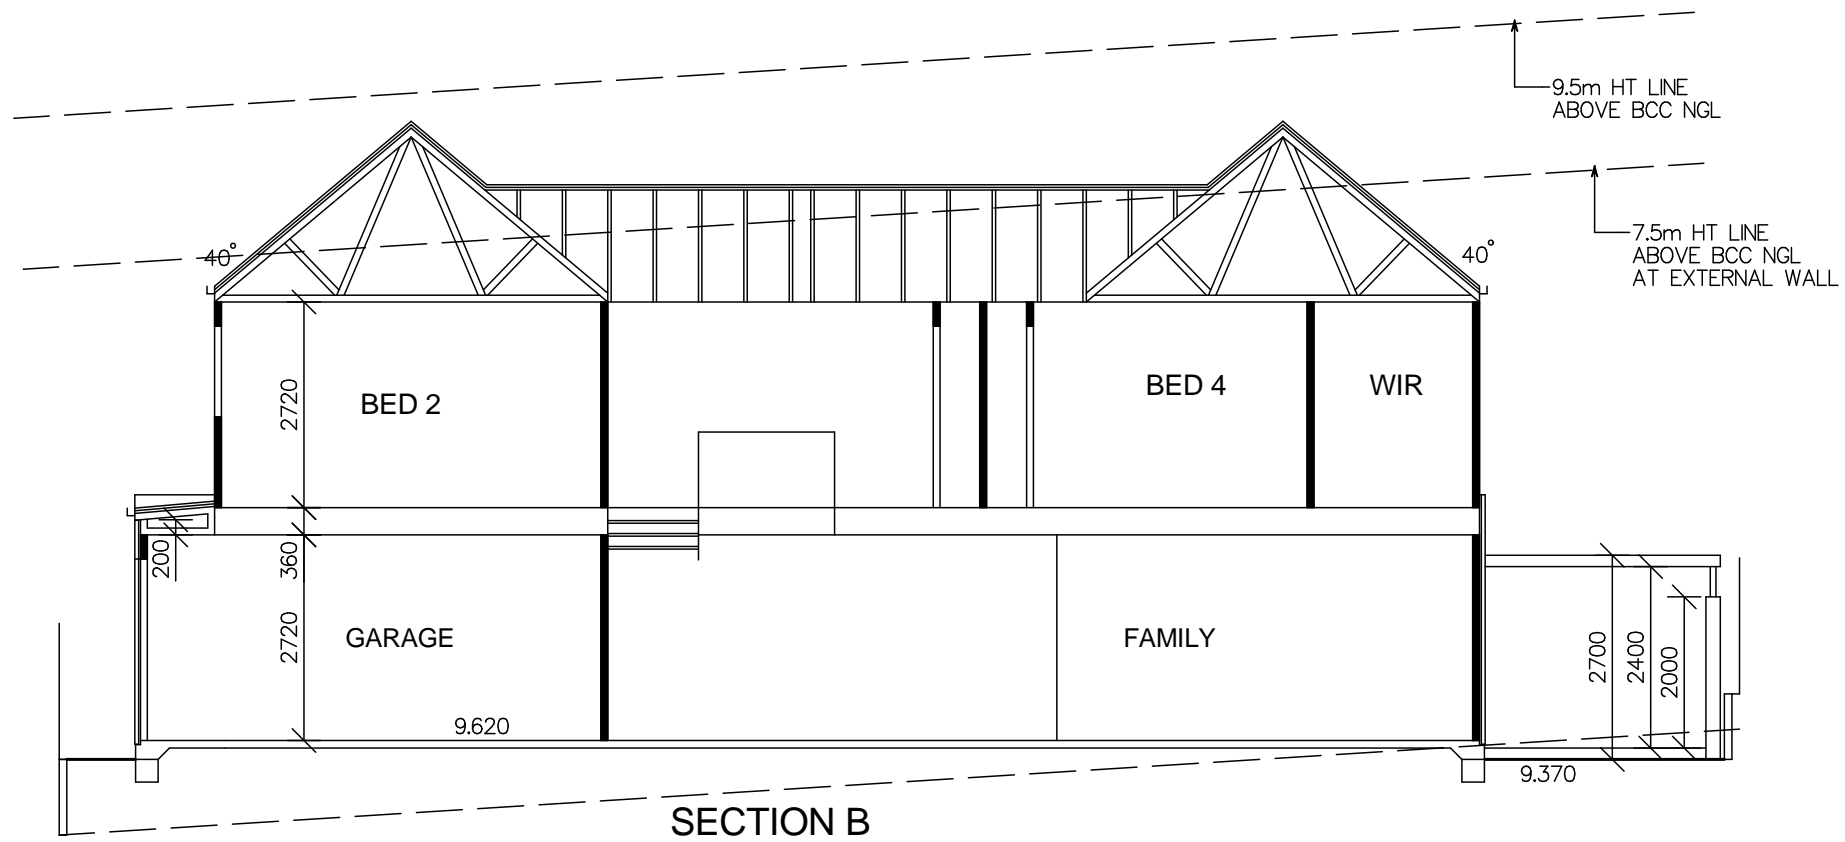 9.5m HT LINE
ABOVE BCC NGL
7.5m HT LINE
ABOVE BCC NGL
AT EXTERNAL WALL
40°
40°
2720
BED 2
BED 4
WIR
200
360
2720
GARAGE
FAMILY
2700
2400
2000
9.620
9.370
SECTION B